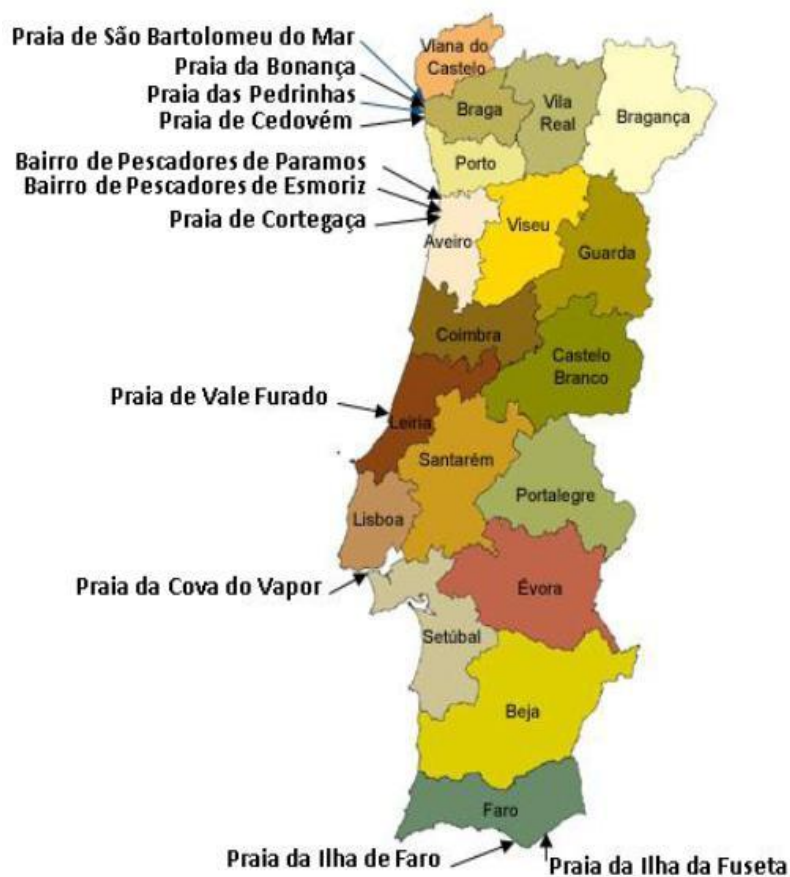 Praia de São Bartolomeu do Mar
Praia da Bonança
Praia das Pedrinhas
Praia de Cedovém
Bairro de Pescadores de Paramos
Bairro de Pescadores de Esmoriz
Praia de Cortegaça
Praia de Vale Furado
Praia da Cova do Vapor
Praia da Ilha de Faro
Praia da Ilha da Fuseta
Viana do
Castelo
Braga
Vila
Real
Bragança
Porto
Viseu
Aveiro
Guarda
Coimbra
Castelo
Branco
Leiria
Santarém
Portalegre
Lisboa
Évora
Setúbal
Beja
Faro